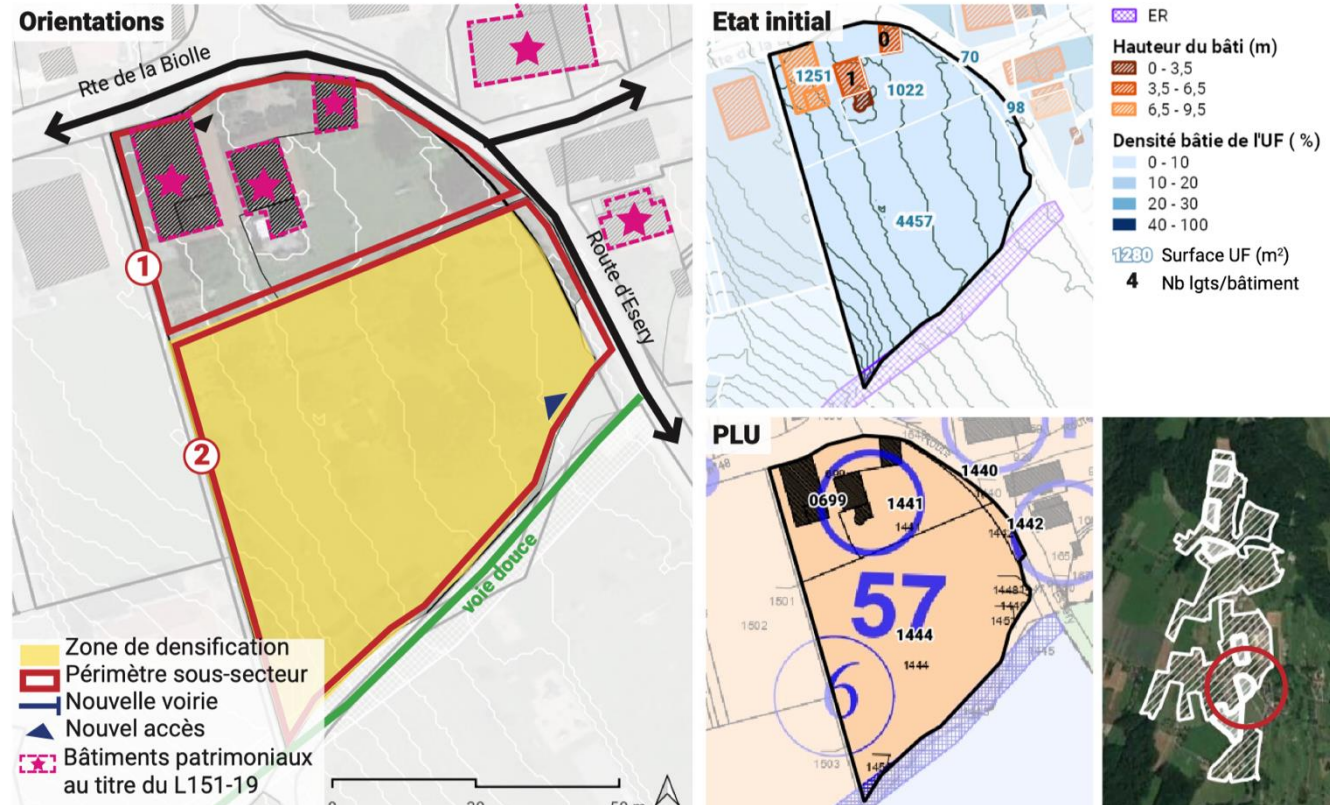 Orientations
Rte de la Biolle
Route d'Esery
1
2
voie douce
Zone de densification
Périmètre sous-secteur
Nouvelle voirie
Nouvel accès
Bâtiments patrimoniaux
au titre du L151-19
Etat initial
0
1
1251
1022
70
98
4457
ER
Hauteur du bâti (m)
0 - 3,5
3,5 - 6,5
6,5 - 9,5
Densité bâtie de l'UF ( %)
0 - 10
10 - 20
20 - 30
40 - 100
1280 Surface UF (m²)
4 Nb lgts/bâtiment
PLU
1440
0699
1441
1441
1442
57
1444
1444
1501
1502
6
1503
1445